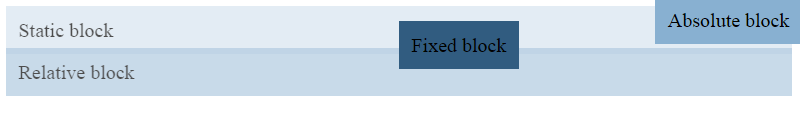 Static block
Absolute block
Fixed block
Relative block